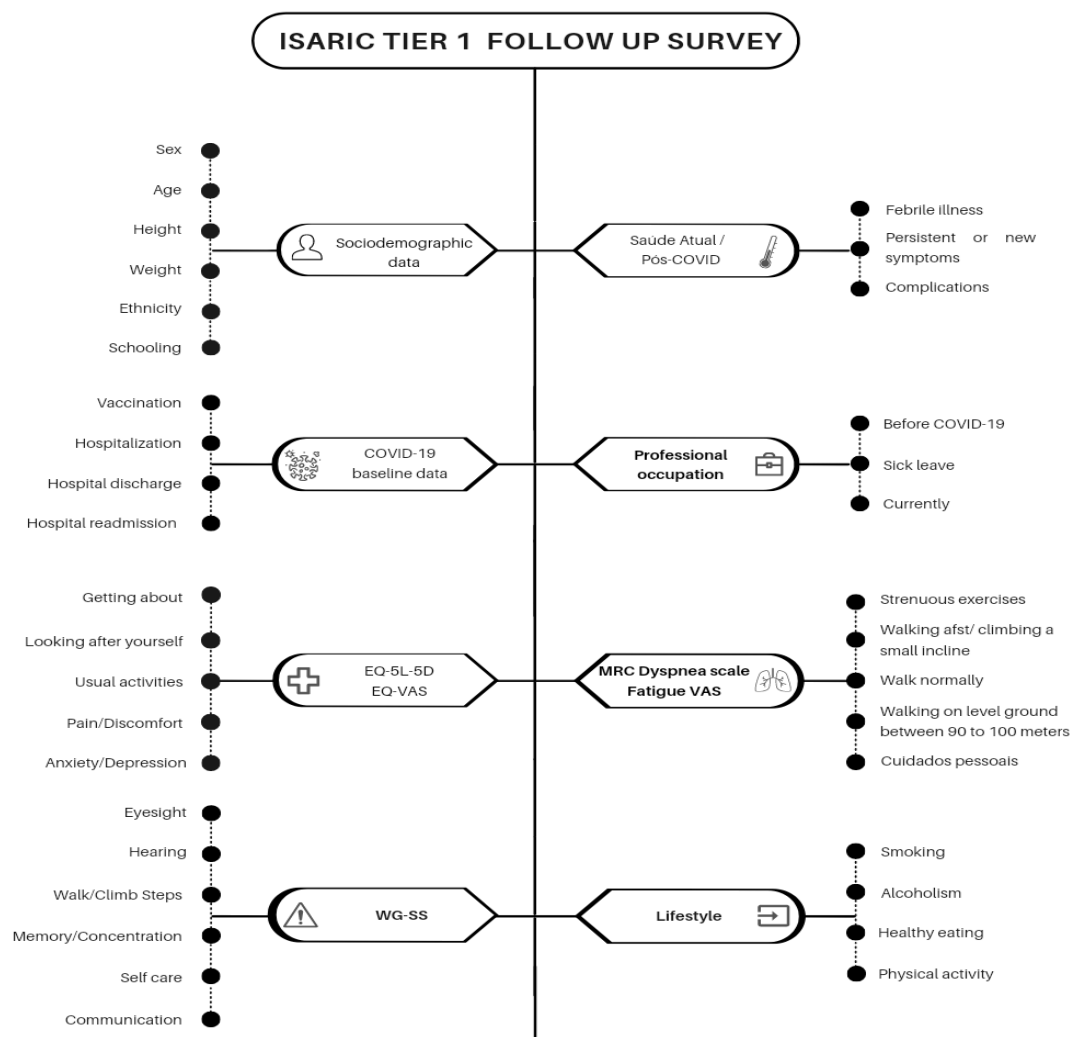 ISARIC TIER 1 FOLLOW UP SURVEY
Sex
Age
Height
Weight
Ethnicity
Schooling
Sociodemographic
data
Saúde Atual /
Pós-COVID
Febrile illness
Persistent or new
symptoms
Complications
Vaccination
Hospitalization
Hospital discharge
Hospital readmission
COVID-19
baseline data
Professional
occupation
Before COVID-19
Sick leave
Currently
Getting about
Looking after yourself
Usual activities
Pain/Discomfort
Anxiety/Depression
EQ-5L-5D
EQ-VAS
MRC Dyspnea scale
Fatigue VAS
Strenuous exercises
Walking afst/ climbing a
small incline
Walk normally
Walking on level ground
between 90 to 100 meters
Cuidados pessoais
Eyesight
Hearing
Walk/Climb Steps
Memory/Concentration
Self care
Communication
WG-SS
Lifestyle
Smoking
Alcoholism
Healthy eating
Physical activity